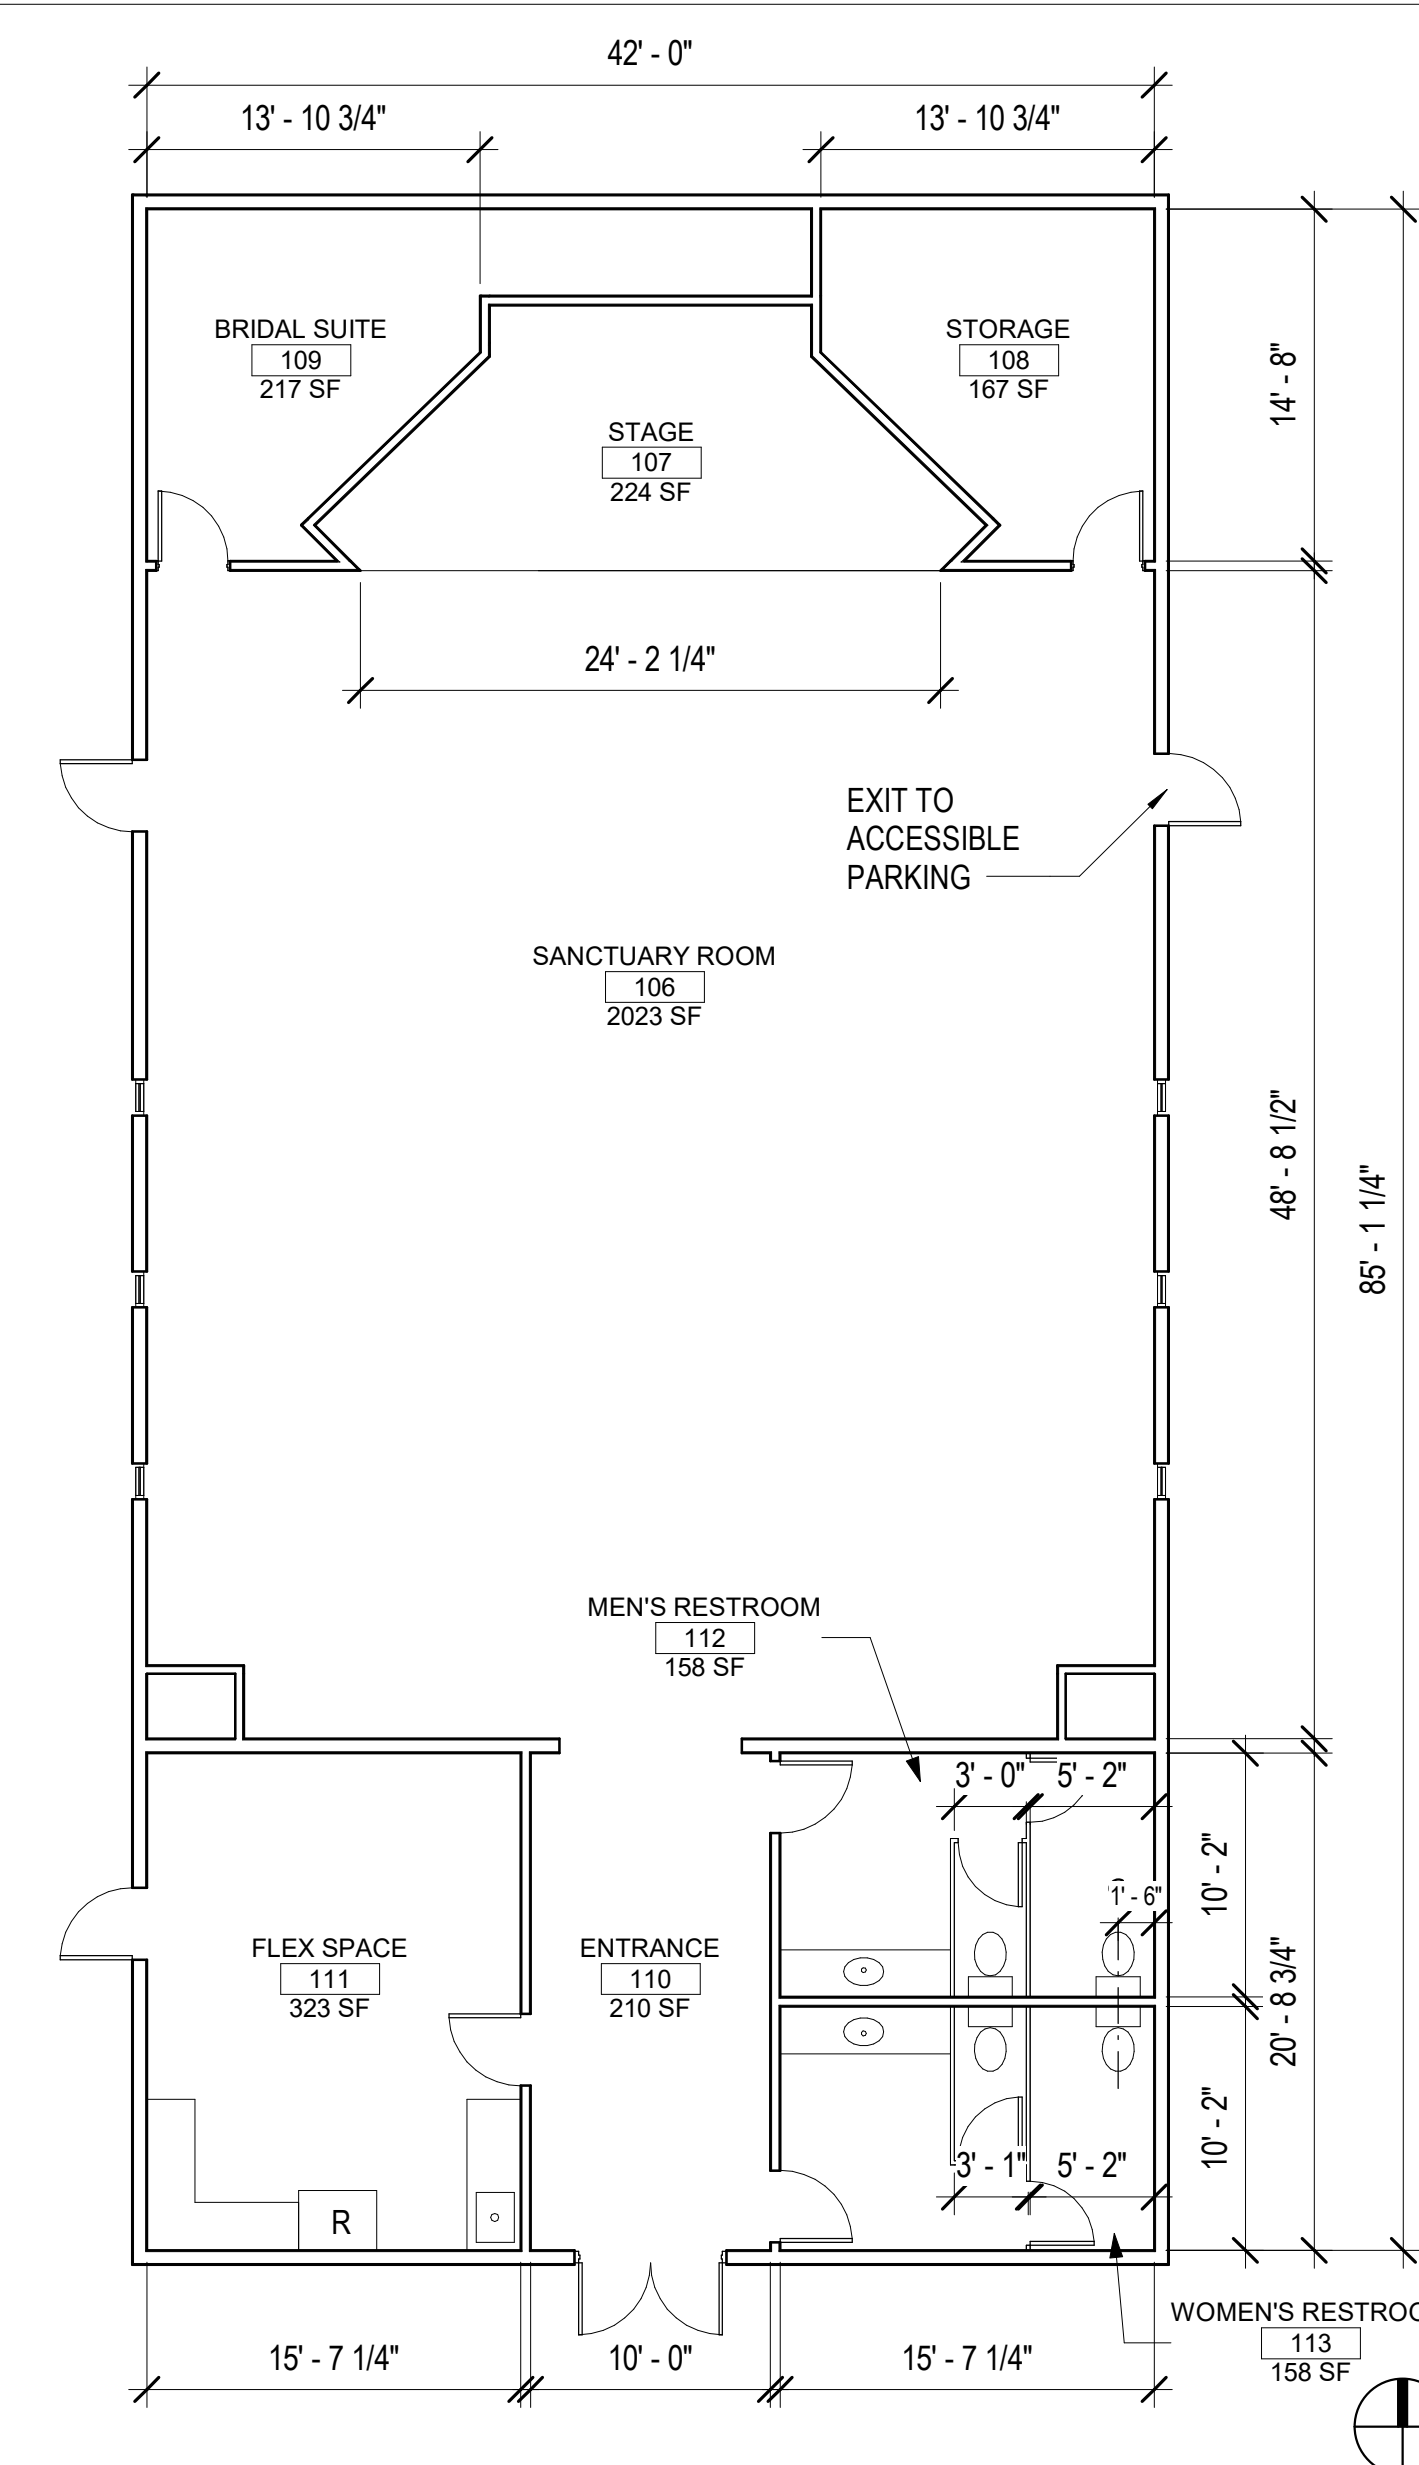 42' - 0"
13' - 10 3/4"
13' - 10 3/4"
BRIDAL SUITE
109
217 SF
STORAGE
108
167 SF
14' - 8"
STAGE
107
224 SF
24' - 2 1/4"
EXIT TO
ACCESSIBLE
PARKING
SANCTUARY ROOM
106
2023 SF
48' - 8 1/2"
85' - 1 1/4"
MEN'S RESTROOM
112
158 SF
3' - 0"
5' - 2"
10' - 2"
1' - 6"
FLEX SPACE
111
323 SF
ENTRANCE
110
210 SF
20' - 8 3/4"
10' - 2"
3' - 1"
5' - 2"
R
WOMEN'S RESTROO
113
158 SF
15' - 7 1/4"
10' - 0"
15' - 7 1/4"